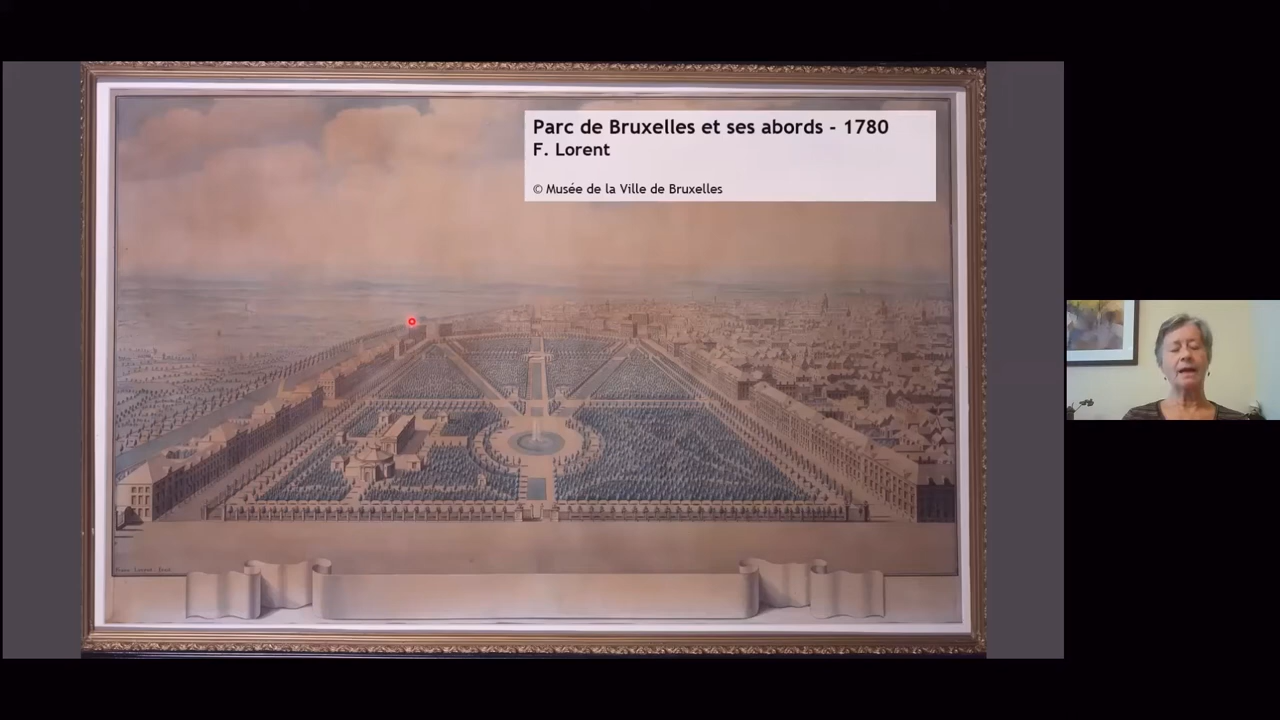 Parc de Bruxelles et ses abords - 1780
F. Lorent
© Musée de la Ville de Bruxelles